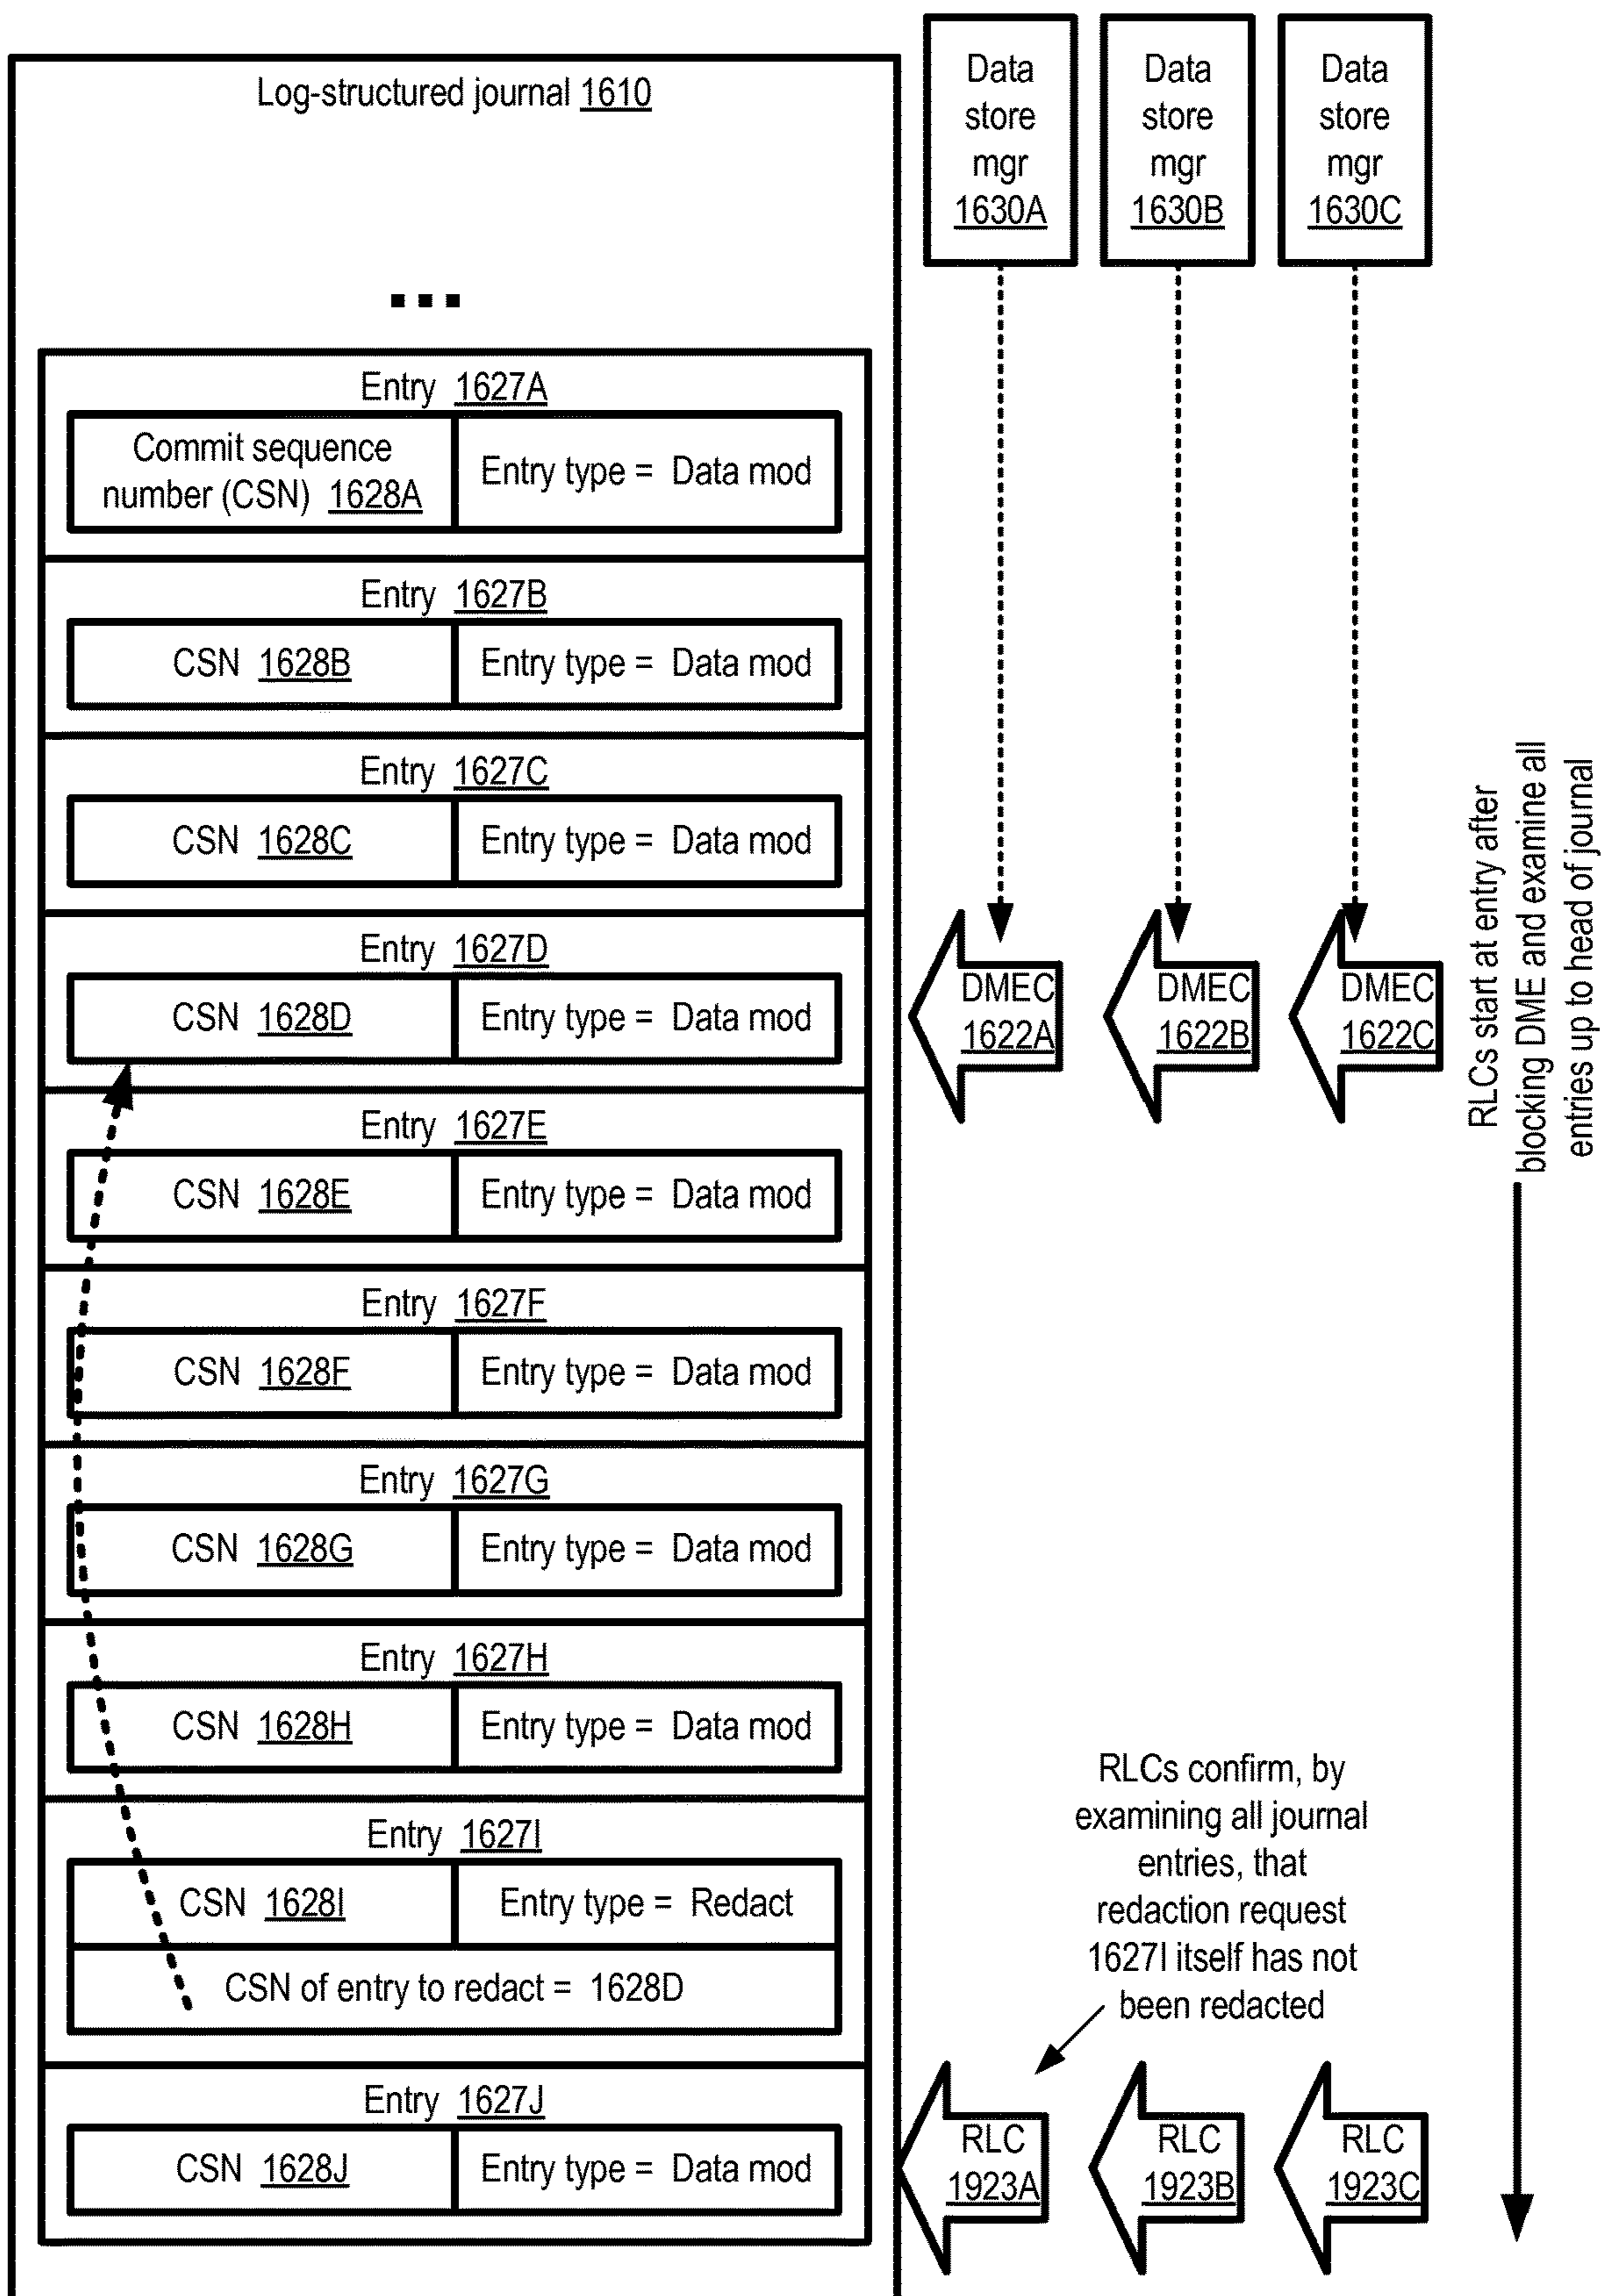 Log-structured journal 1610
...
Entry 1627A
Commit sequence
number (CSN) 1628A
Entry type = Data mod
Entry 1627B
CSN 1628B
Entry type = Data mod
Entry 1627C
CSN 1628C
Entry type = Data mod
Entry 1627D
CSN 1628D
Entry type = Data mod
Entry 1627E
CSN 1628E
Entry type = Data mod
Entry 1627F
CSN 1628F
Entry type = Data mod
Entry 1627G
CSN 1628G
Entry type = Data mod
Entry 1627H
CSN 1628H
Entry type = Data mod
Entry 1627I
CSN 1628I
Entry type = Redact
CSN of entry to redact = 1628D
Entry 1627J
CSN 1628J
Entry type = Data mod
Data
store
mgr
1630A
Data
store
mgr
1630B
Data
store
mgr
1630C
DMEC
1622A
DMEC
1622B
DMEC
1622C
RLCs start at entry after
blocking DME and examine all
entries up to head of journal
RLCs confirm, by
examining all journal
entries, that
redaction request
1627I itself has not
been redacted
RLC
1923A
RLC
1923B
RLC
1923C